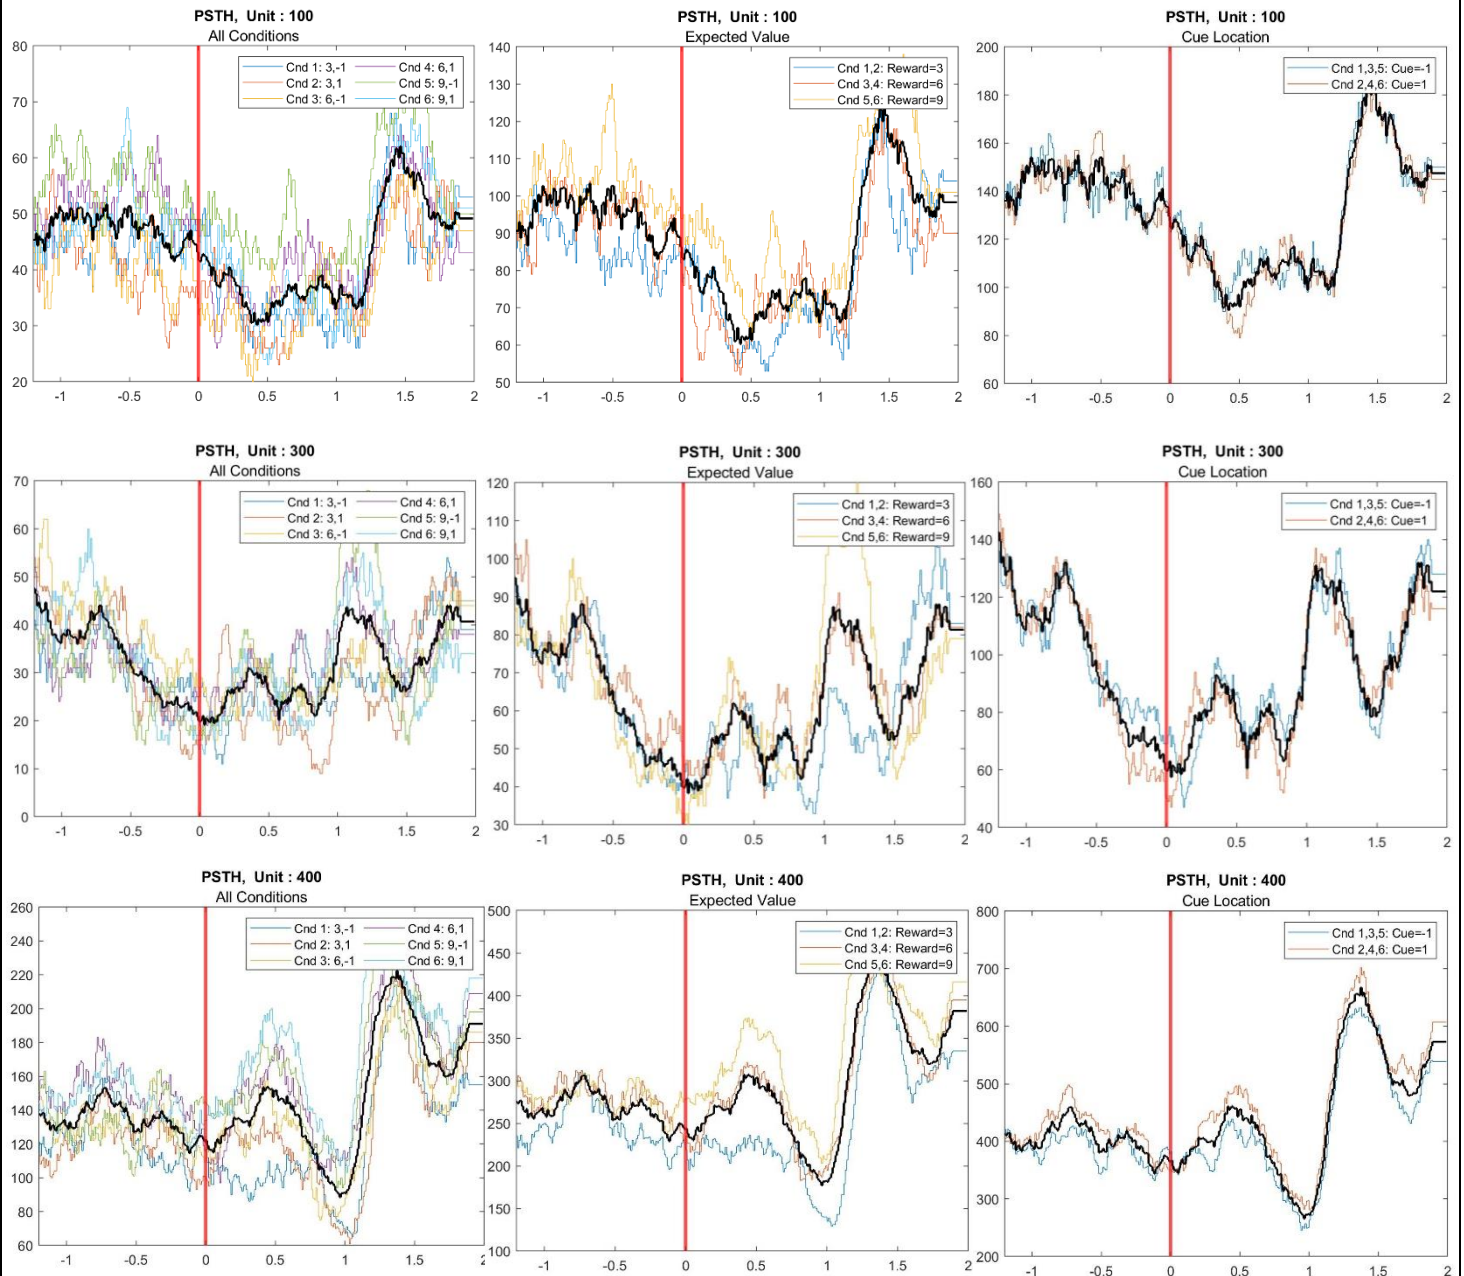 PSTH, Unit : 100
All Conditions
Cnd 1: 3,-1
Cnd 2: 3,1
Cnd 3: 6,-1
Cnd 4: 6,1
Cnd 5: 9,-1
Cnd 6: 9,1
80
70
60
50
40
30
20
-1 -0.5 0 0.5 1 1.5 2
PSTH, Unit : 100
Expected Value
Cnd 1,2: Reward=3
Cnd 3,4: Reward=6
Cnd 5,6: Reward=9
140
130
120
110
100
90
80
70
60
50
-1 -0.5 0 0.5 1 1.5 2
PSTH, Unit : 100
Cue Location
Cnd 1,3,5: Cue=-1
Cnd 2,4,6: Cue=1
200
180
160
140
120
100
80
60
-1 -0.5 0 0.5 1 1.5 2
PSTH, Unit : 300
All Conditions
Cnd 1: 3,-1
Cnd 2: 3,1
Cnd 3: 6,-1
Cnd 4: 6,1
Cnd 5: 9,-1
Cnd 6: 9,1
70
60
50
40
30
20
10
0
-1 -0.5 0 0.5 1 1.5 2
PSTH, Unit : 300
Expected Value
Cnd 1,2: Reward=3
Cnd 3,4: Reward=6
Cnd 5,6: Reward=9
120
110
100
90
80
70
60
50
40
30
-1 -0.5 0 0.5 1 1.5 2
PSTH, Unit : 300
Cue Location
Cnd 1,3,5: Cue=-1
Cnd 2,4,6: Cue=1
160
140
120
100
80
60
40
-1 -0.5 0 0.5 1 1.5 2
PSTH, Unit : 400
All Conditions
Cnd 1: 3,-1
Cnd 2: 3,1
Cnd 3: 6,-1
Cnd 4: 6,1
Cnd 5: 9,-1
Cnd 6: 9,1
260
240
220
200
180
160
140
120
100
80
60
-1 -0.5 0 0.5 1 1.5 2
PSTH, Unit : 400
Expected Value
Cnd 1,2: Reward=3
Cnd 3,4: Reward=6
Cnd 5,6: Reward=9
500
450
400
350
300
250
200
150
100
-1 -0.5 0 0.5 1 1.5 2
PSTH, Unit : 400
Cue Location
Cnd 1,3,5: Cue=-1
Cnd 2,4,6: Cue=1
800
700
600
500
400
300
200
-1 -0.5 0 0.5 1 1.5 2